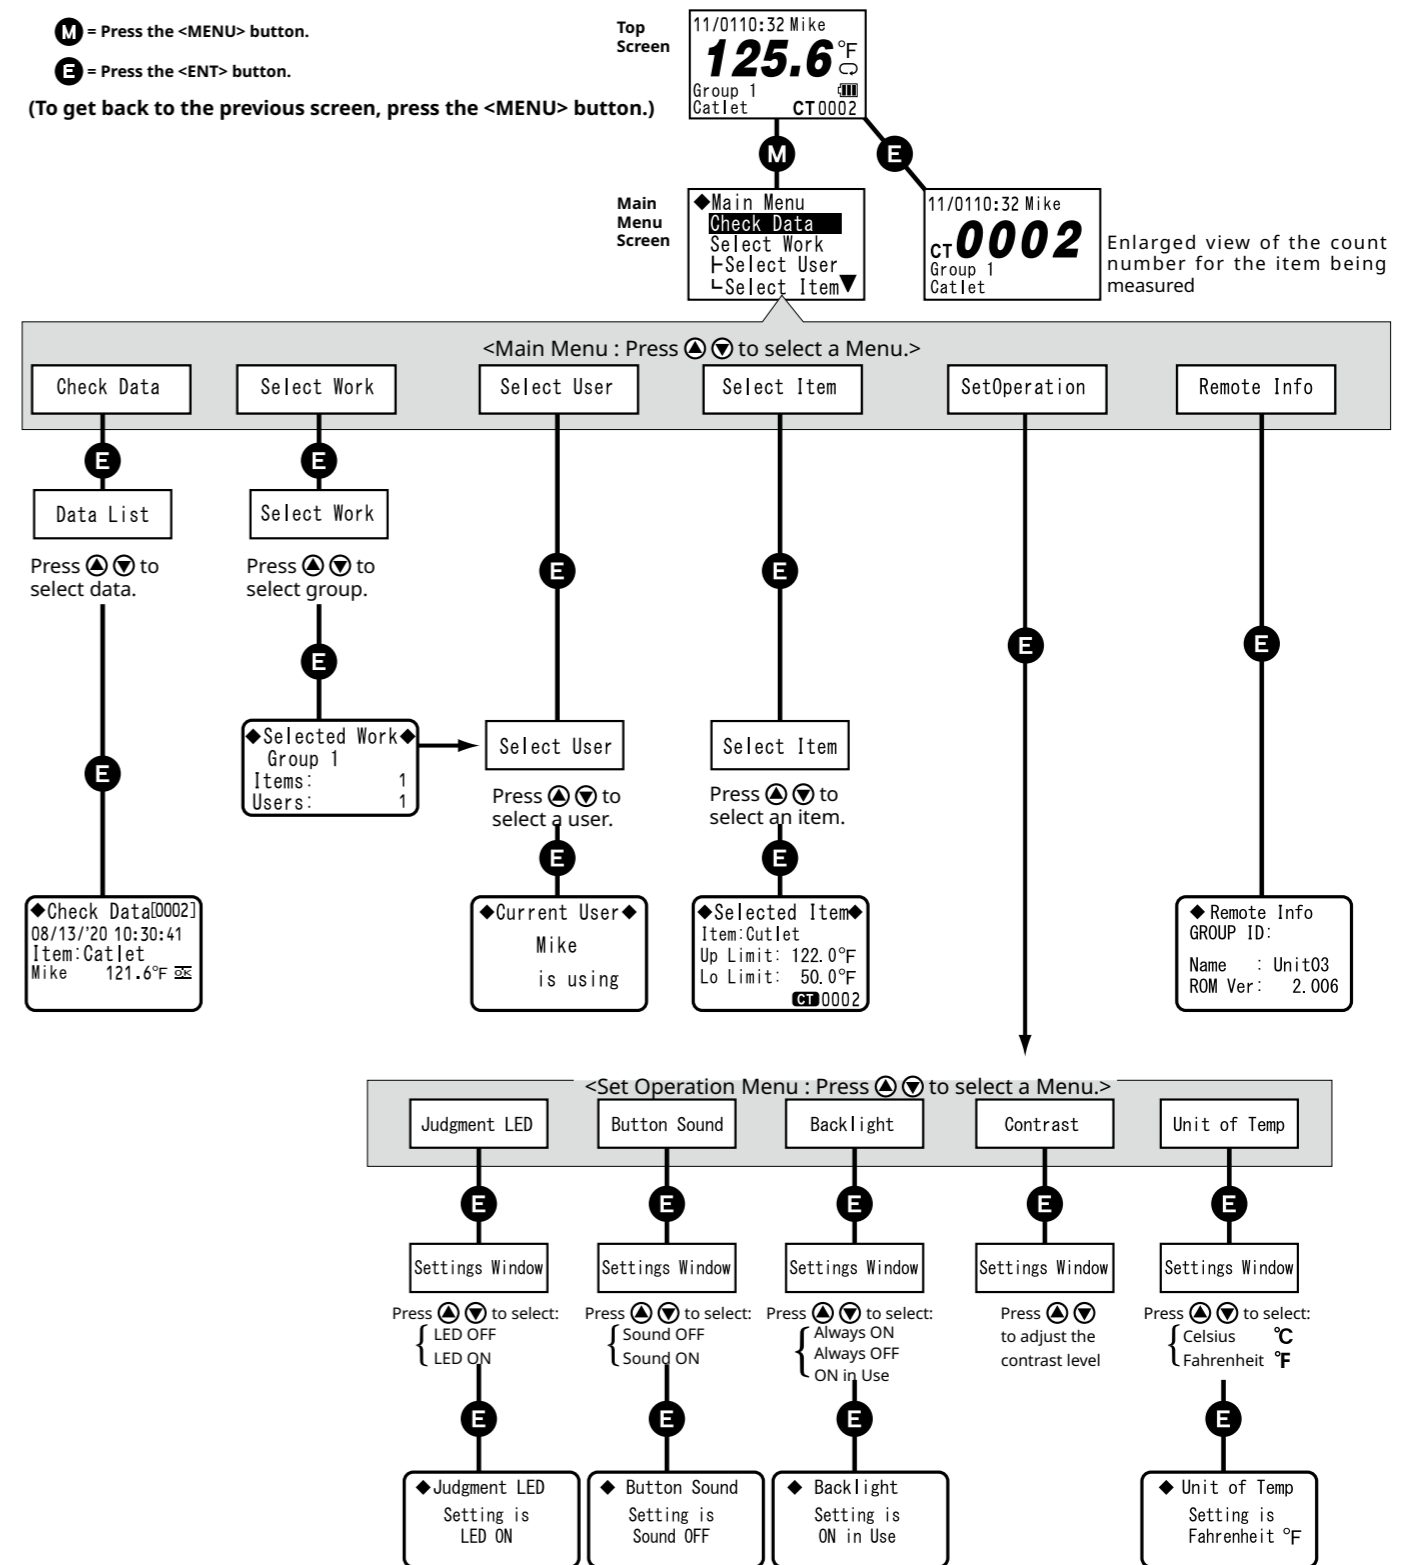 M = Press the <MENU> button.
E = Press the <ENT> button.
(To get back to the previous screen, press the <MENU> button.)
Top
Screen
11/0110:32 Mike
125.6 °F
Group 1
Catlet CT0002
M
E
Main
Menu
Screen
◆Main Menu
Check Data
Select Work
├Select User
└Select Item▼
11/0110:32 Mike
CT0002
Group 1
Catlet
Enlarged view of the count
number for the item being
measured
<Main Menu : Press ▲ ▼ to select a Menu.>
Check Data
Select Work
Select User
Select Item
SetOperation
Remote Info
E
E
Data List
Select Work
Press ▲ ▼ to
select data.
Press ▲ ▼ to
select group.
E
E
E
E
E
◆Selected Work◆
Group 1
Items: 1
Users: 1
Select User
Select Item
E
Press ▲ ▼ to
select a user.
Press ▲ ▼ to
select an item.
E
E
◆Check Data[0002]
08/13/'20 10:30:41
Item:Catlet
Mike 121.6°F OK
◆Current User◆
Mike
is using
◆Selected Item◆
Item:Cutlet
Up Limit: 122.0°F
Lo Limit: 50.0°F
CT 0002
◆ Remote Info
GROUP ID:
Name : Unit03
ROM Ver: 2.006
<Set Operation Menu : Press ▲ ▼ to select a Menu.>
Judgment LED
Button Sound
Backlight
Contrast
Unit of Temp
E
E
E
E
E
Settings Window
Settings Window
Settings Window
Settings Window
Settings Window
Press ▲ ▼ to select:
LED OFF
LED ON
Press ▲ ▼ to select:
Sound OFF
Sound ON
Press ▲ ▼ to select:
Always ON
Always OFF
ON in Use
Press ▲ ▼
to adjust the
contrast level
Press ▲ ▼ to select:
Celsius °C
Fahrenheit °F
E
E
E
E
◆Judgment LED
Setting is
LED ON
◆ Button Sound
Setting is
Sound OFF
◆ Backlight
Setting is
ON in Use
◆ Unit of Temp
Setting is
Fahrenheit °F